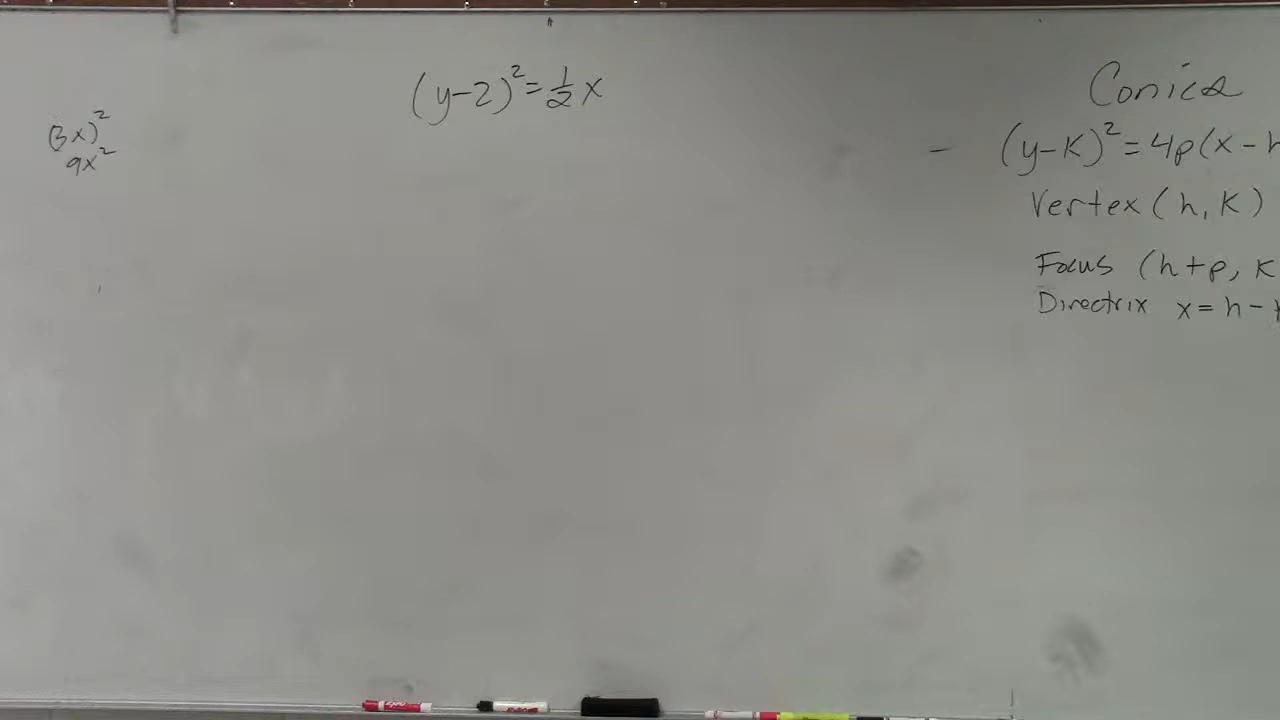 (y-2)²=½x
(3x)²
9x²
Conics
(y-k)²=4p(x-h
Vertex (h, k)
Focus (h+p, k
Directrix x=h-